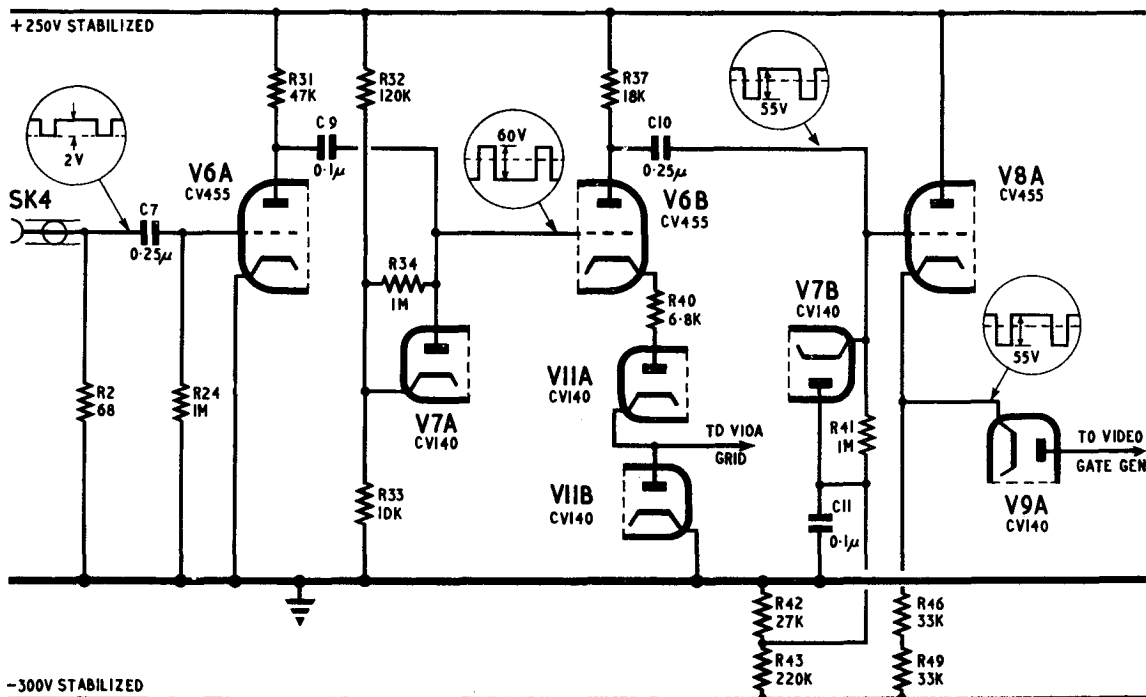 +250V STABILIZED
R31
47K
R32
120K
R37
18K
55V
C9
0·1μ
C10
0·25μ
2V
60V
V6A
CV455
V6B
CV455
V8A
CV455
SK4
C7
0·25μ
R34
1M
R40
6·8K
V7B
CV140
55V
R2
68
R24
1M
V7A
CV140
V11A
CV140
TO V10A
GRID
R41
1M
TO VIDEO
GATE GEN
R33
10K
V11B
CV140
C11
0·1μ
V9A
CV140
R42
27K
R46
33K
R43
220K
R49
33K
-300V STABILIZED